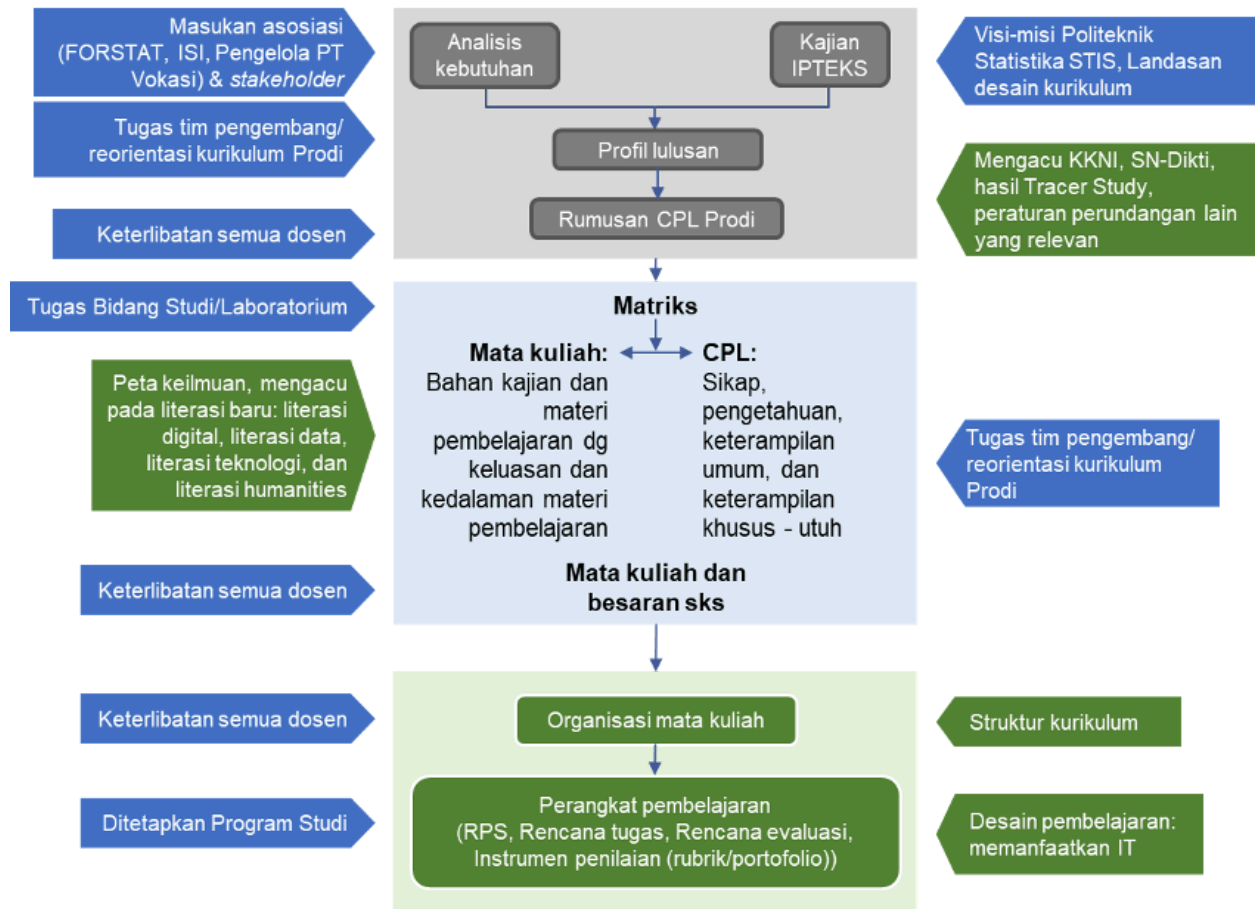 Masukan asosiasi
(FORSTAT, ISI, Pengelola PT
Vokasi) & stakeholder
Analisis
kebutuhan
Kajian
IPTEKS
Visi-misi Politeknik
Statistika STIS, Landasan
desain kurikulum
Tugas tim pengembang/
reorientasi kurikulum Prodi
Profil lulusan
Mengacu KKNI, SN-Dikti,
hasil Tracer Study,
peraturan perundangan lain
yang relevan
Keterlibatan semua dosen
Rumusan CPL Prodi
Tugas Bidang Studi/Laboratorium
Matriks
Mata kuliah:
Bahan kajian dan
materi
pembelajaran dg
keluasan dan
kedalaman materi
pembelajaran
CPL:
Sikap,
pengetahuan,
keterampilan
umum, dan
keterampilan
khusus - utuh
Peta keilmuan, mengacu
pada literasi baru: literasi
digital, literasi data,
literasi teknologi, dan
literasi humanities
Tugas tim pengembang/
reorientasi kurikulum
Prodi
Keterlibatan semua dosen
Mata kuliah dan
besaran sks
Keterlibatan semua dosen
Organisasi mata kuliah
Struktur kurikulum
Ditetapkan Program Studi
Perangkat pembelajaran
(RPS, Rencana tugas, Rencana evaluasi,
Instrumen penilaian (rubrik/portofolio))
Desain pembelajaran:
memanfaatkan IT